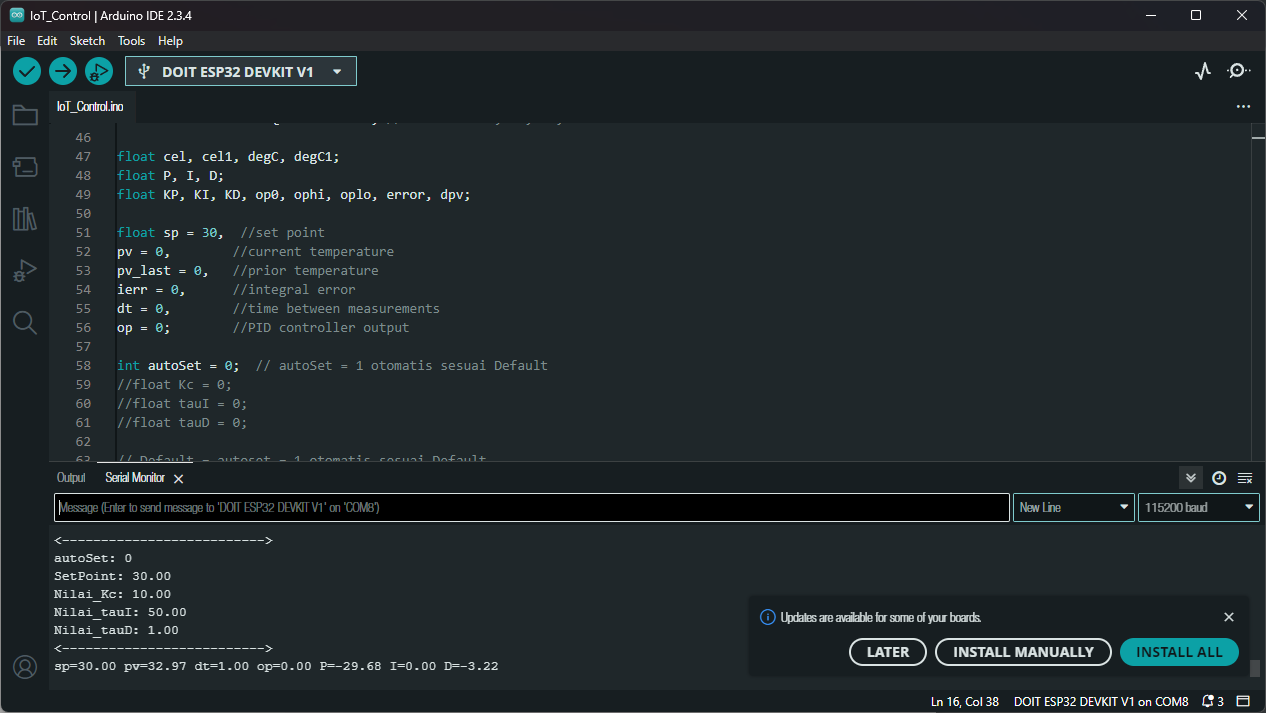 IoT_Control | Arduino IDE 2.3.4
File Edit Sketch Tools Help
DOIT ESP32 DEVKIT V1
IoT_Control.ino
46
47 float cel, cel1, degC, degC1;
48 float P, I, D;
49 float KP, KI, KD, op0, ophi, oplo, error, dpv;
50
51 float sp = 30, //set point
52 pv = 0, //current temperature
53 pv_last = 0, //prior temperature
54 ierr = 0, //integral error
55 dt = 0, //time between measurements
56 op = 0; //PID controller output
57
58 int autoSet = 0; // autoSet = 1 otomatis sesuai Default
59 //float Kc = 0;
60 //float tauI = 0;
61 //float tauD = 0;
62
63 // Default = autoset = 1 otomatis sesuai Default
Output Serial Monitor
Message (Enter to send message to 'DOIT ESP32 DEVKIT V1' on 'COM8')
New Line
115200 baud
<-------------------------->
autoSet: 0
SetPoint: 30.00
Nilai_Kc: 10.00
Nilai_tauI: 50.00
Nilai_tauD: 1.00
<-------------------------->
sp=30.00 pv=32.97 dt=1.00 op=0.00 P=-29.68 I=0.00 D=-3.22
Updates are available for some of your boards.
LATER INSTALL MANUALLY INSTALL ALL
Ln 16, Col 38 DOIT ESP32 DEVKIT V1 on COM8 3